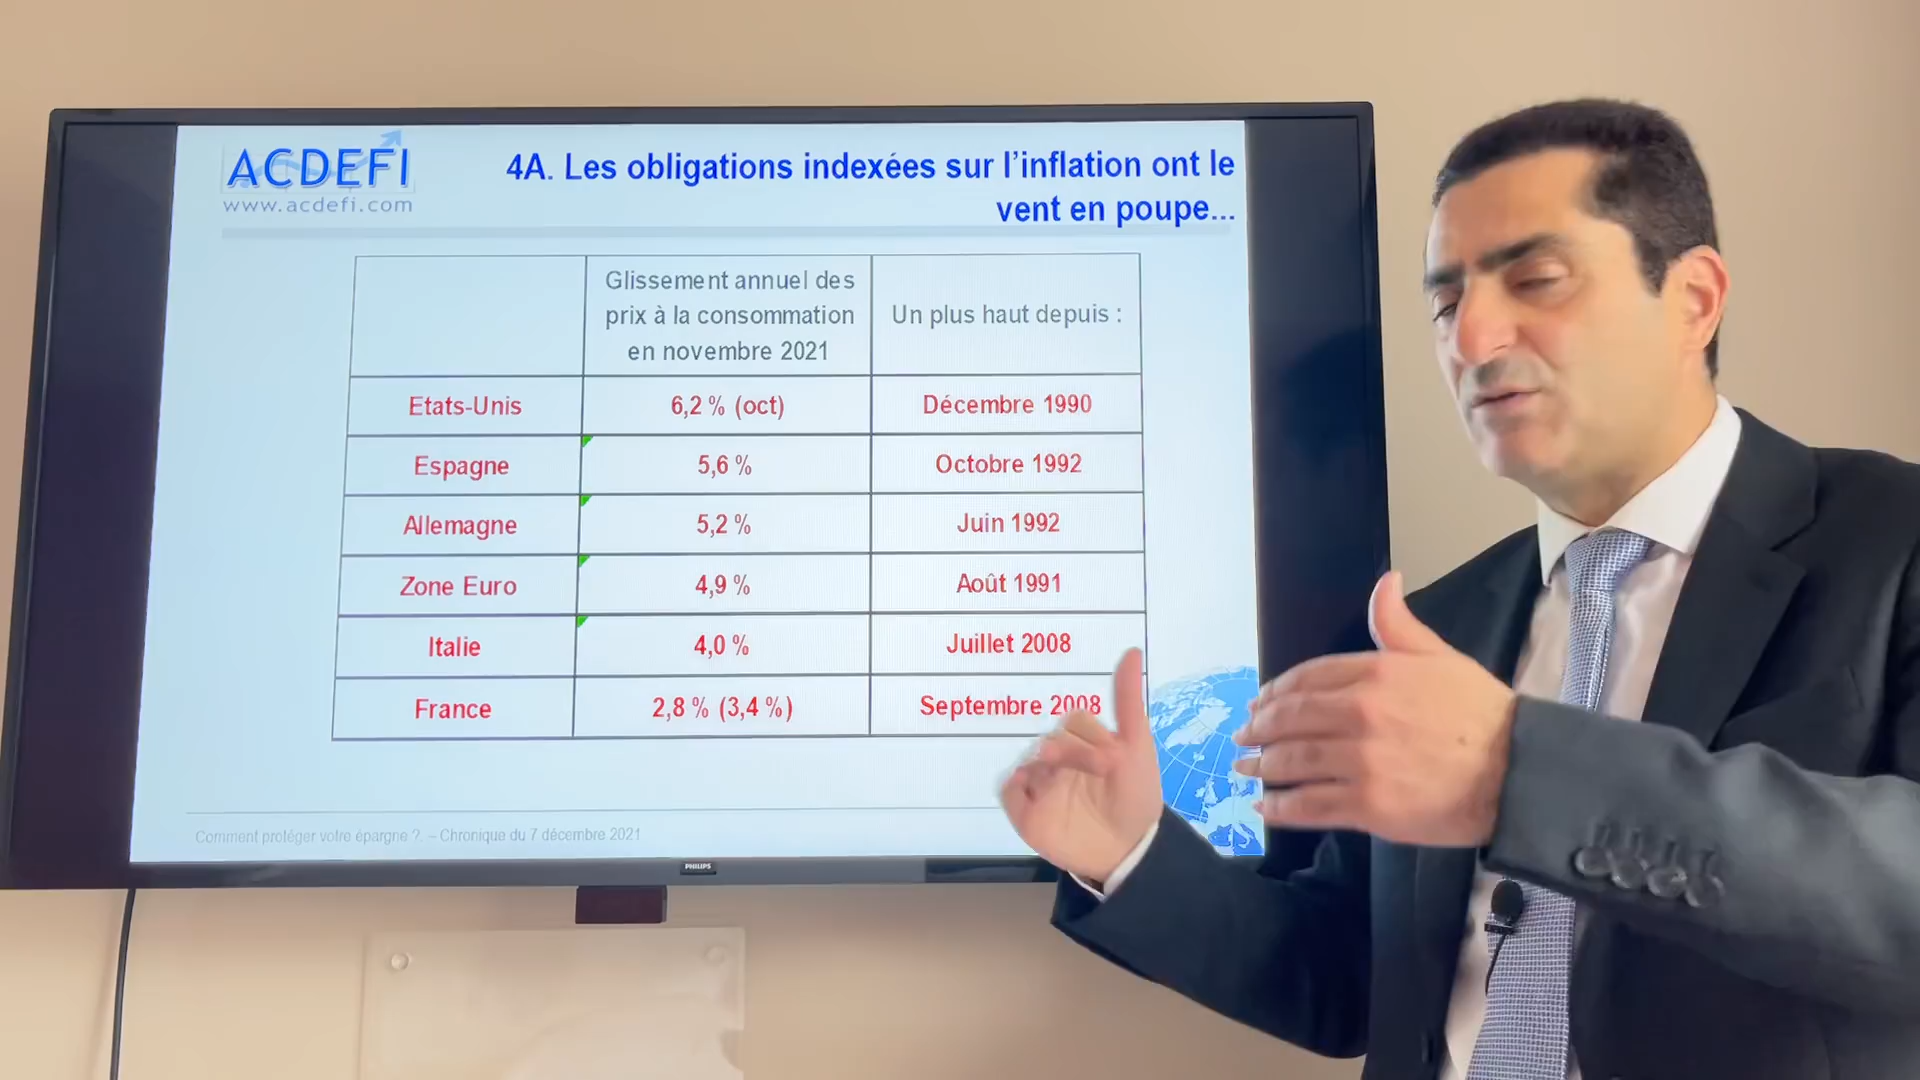 ACDEFI
www.acdefi.com
4A. Les obligations indexées sur l'inflation ont le
vent en poupe...
Glissement annuel des
prix à la consommation
en novembre 2021
Un plus haut depuis :
Etats-Unis 6,2 % (oct) Décembre 1990
Espagne 5,6 % Octobre 1992
Allemagne 5,2 % Juin 1992
Zone Euro 4,9 % Août 1991
Italie 4,0 % Juillet 2008
France 2,8 % (3,4 %) Septembre 2008
Comment protéger votre épargne ?. – Chronique du 7 décembre 2021
PHILIPS